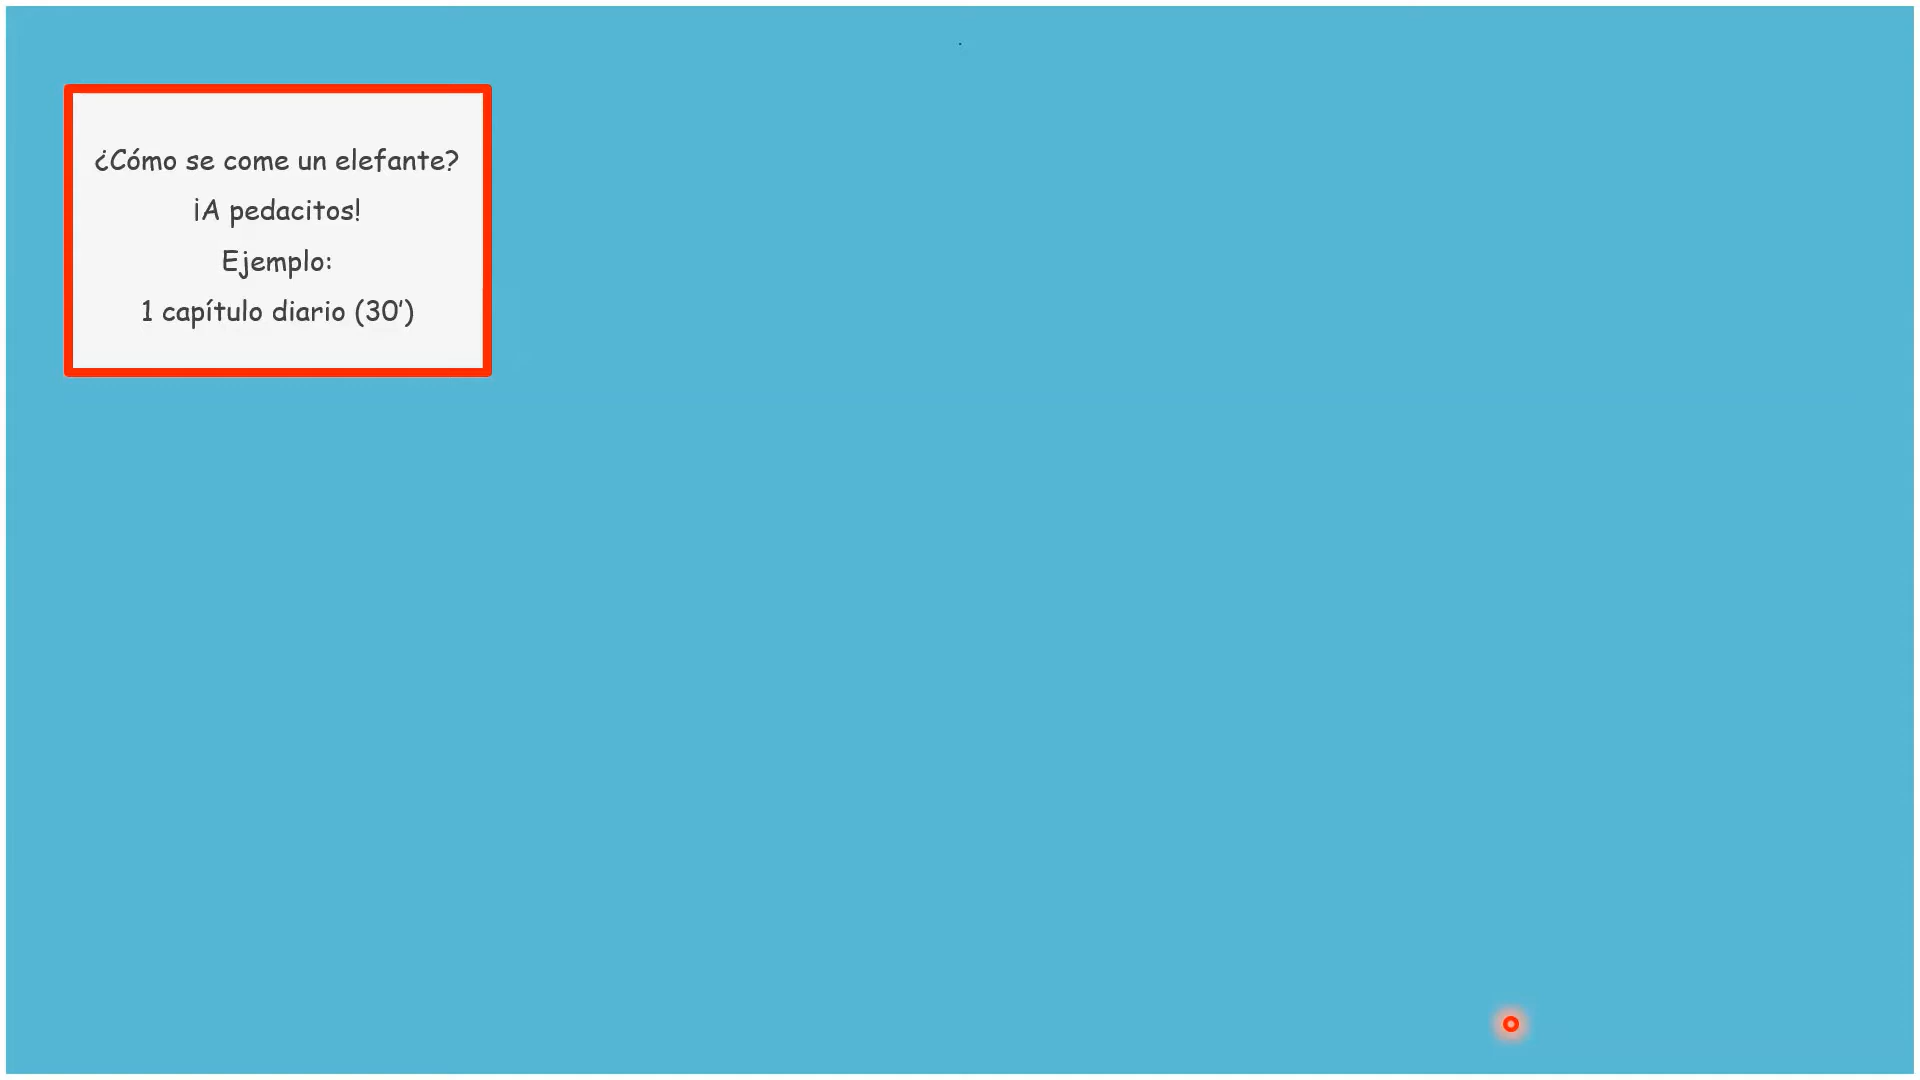 ¿Cómo se come un elefante?
¡A pedacitos!
Ejemplo:
1 capítulo diario (30’)